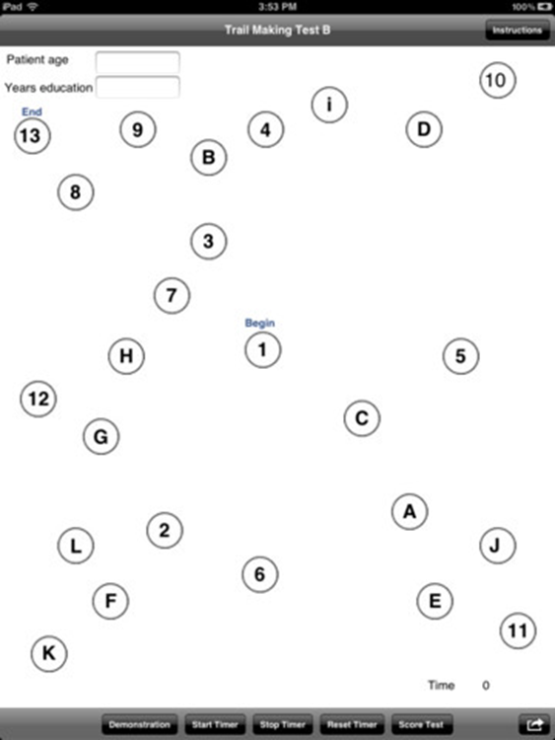 iPad 3:53 PM 100%
Trail Making Test B Instructions
Patient age
Years education
10
i
End
13 9 4 D
B
8
3
7
Begin
1
H 5
12
C
G
A
2
L J
6
F E
11
K
Time 0
Demonstration Start Timer Stop Timer Reset Timer Score Test